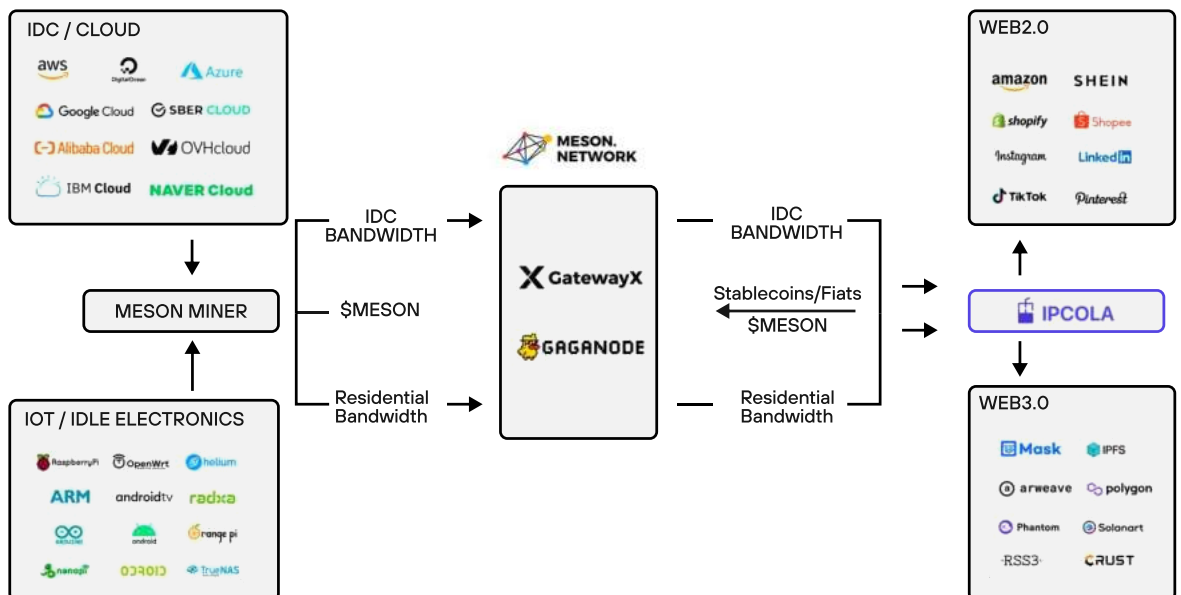 IDC / CLOUD
aws
DigitalOcean
Azure
Google Cloud
SBER CLOUD
Alibaba Cloud
OVHcloud
IBM Cloud
NAVER Cloud
MESON MINER
IOT / IDLE ELECTRONICS
RaspberryPi
OpenWrt
helium
ARM
androidtv
radxa
ARDUINO
android
Orange pi
nanopi
ODROID
TrueNAS
IDC
BANDWIDTH
$MESON
Residential
Bandwidth
MESON.
NETWORK
GatewayX
GAGANODE
IDC
BANDWIDTH
Stablecoins/Fiats
$MESON
Residential
Bandwidth
WEB2.0
amazon
SHEIN
shopify
Shopee
Instagram
Linkedin
TikTok
Pinterest
IPCOLA
WEB3.0
Mask
IPFS
arweave
polygon
Phantom
Solanart
·RSS3·
CRUST